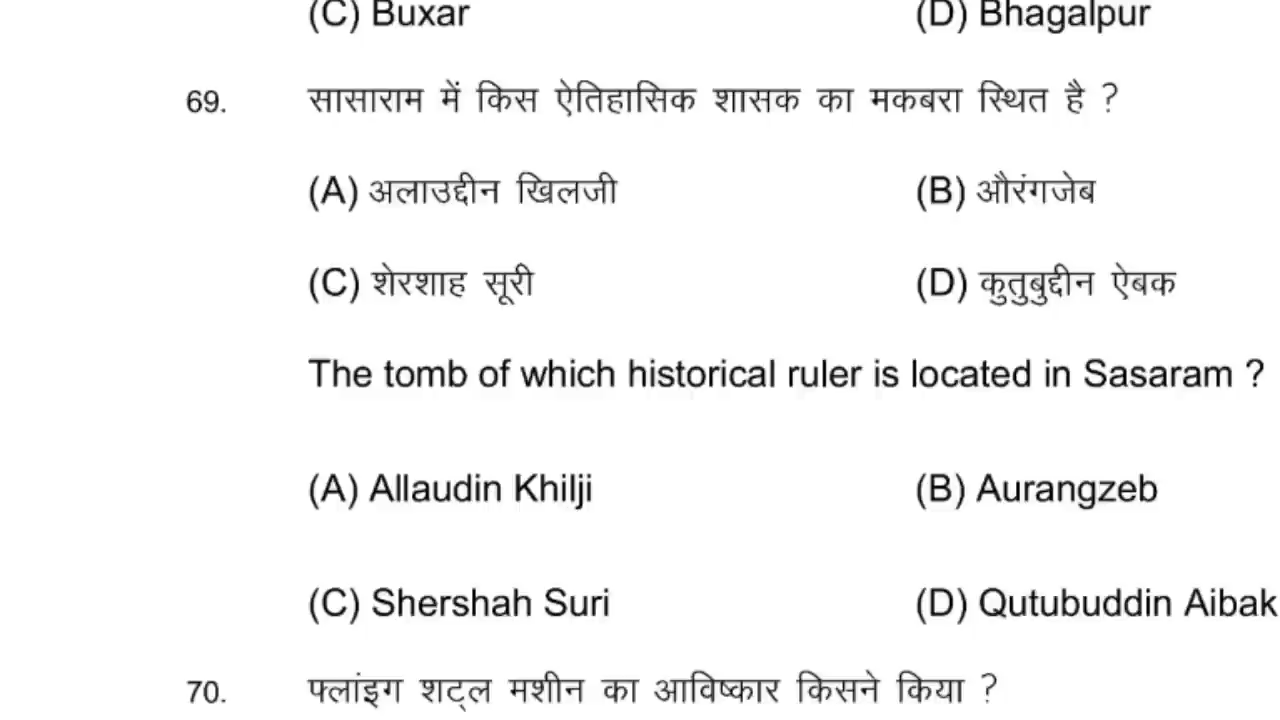 (C) Buxar (D) Bhagalpur
69. सासाराम में किस ऐतिहासिक शासक का मकबरा स्थित है ?
(A) अलाउद्दीन खिलजी (B) औरंगजेब
(C) शेरशाह सूरी (D) कुतुबुद्दीन ऐबक
The tomb of which historical ruler is located in Sasaram ?
(A) Allaudin Khilji (B) Aurangzeb
(C) Shershah Suri (D) Qutubuddin Aibak
70. फ्लांइग शट्ल मशीन का आविष्कार किसने किया ?